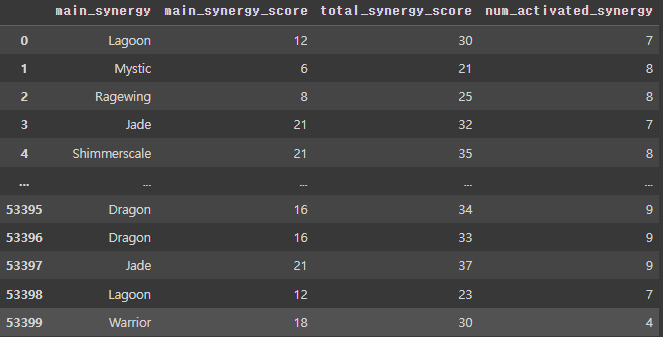 main_synergy main_synergy_score total_synergy_score num_activated_synergy
0 Lagoon 12 30 7
1 Mystic 6 21 8
2 Ragewing 8 25 8
3 Jade 21 32 7
4 Shimmerscale 21 35 8
... ... ... ... ...
53395 Dragon 16 34 9
53396 Dragon 16 33 9
53397 Jade 21 37 9
53398 Lagoon 12 23 7
53399 Warrior 18 30 4